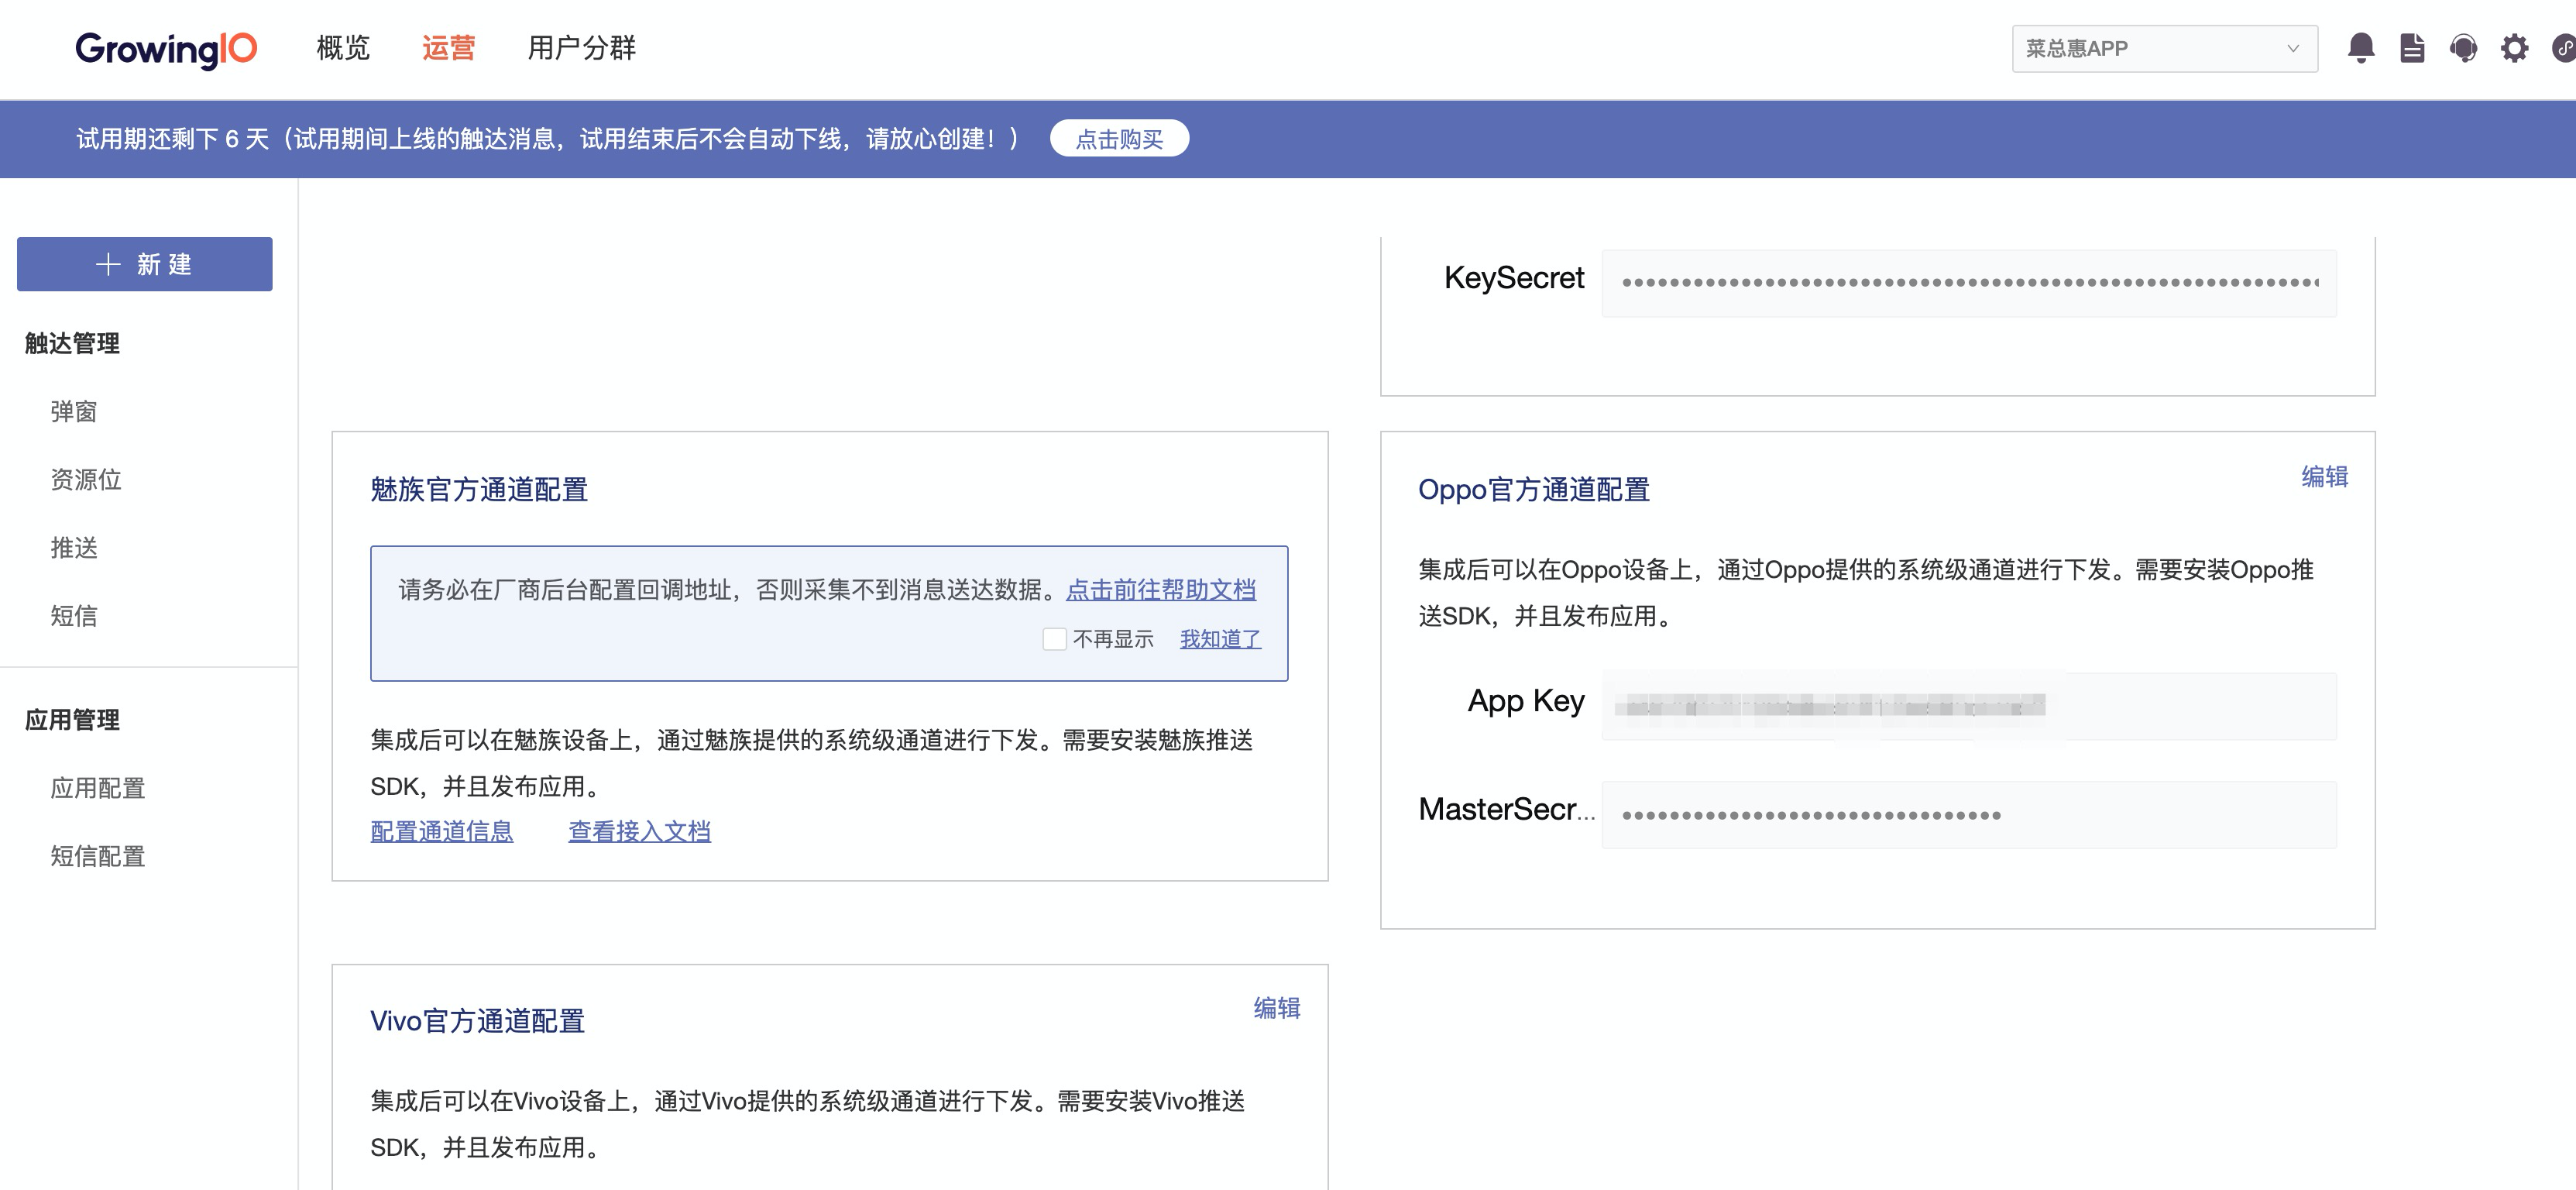 GrowingIO
概览
运营
用户分群
菜总惠APP
试用期还剩下 6 天（试用期间上线的触达消息，试用结束后不会自动下线，请放心创建！）
点击购买
新 建
触达管理
弹窗
资源位
推送
短信
应用管理
应用配置
短信配置
KeySecret
魅族官方通道配置
请务必在厂商后台配置回调地址，否则采集不到消息送达数据。点击前往帮助文档
不再显示
我知道了
集成后可以在魅族设备上，通过魅族提供的系统级通道进行下发。需要安装魅族推送
SDK，并且发布应用。
配置通道信息
查看接入文档
Oppo官方通道配置
编辑
集成后可以在Oppo设备上，通过Oppo提供的系统级通道进行下发。需要安装Oppo推
送SDK，并且发布应用。
App Key
MasterSecr...
Vivo官方通道配置
编辑
集成后可以在Vivo设备上，通过Vivo提供的系统级通道进行下发。需要安装Vivo推送
SDK，并且发布应用。